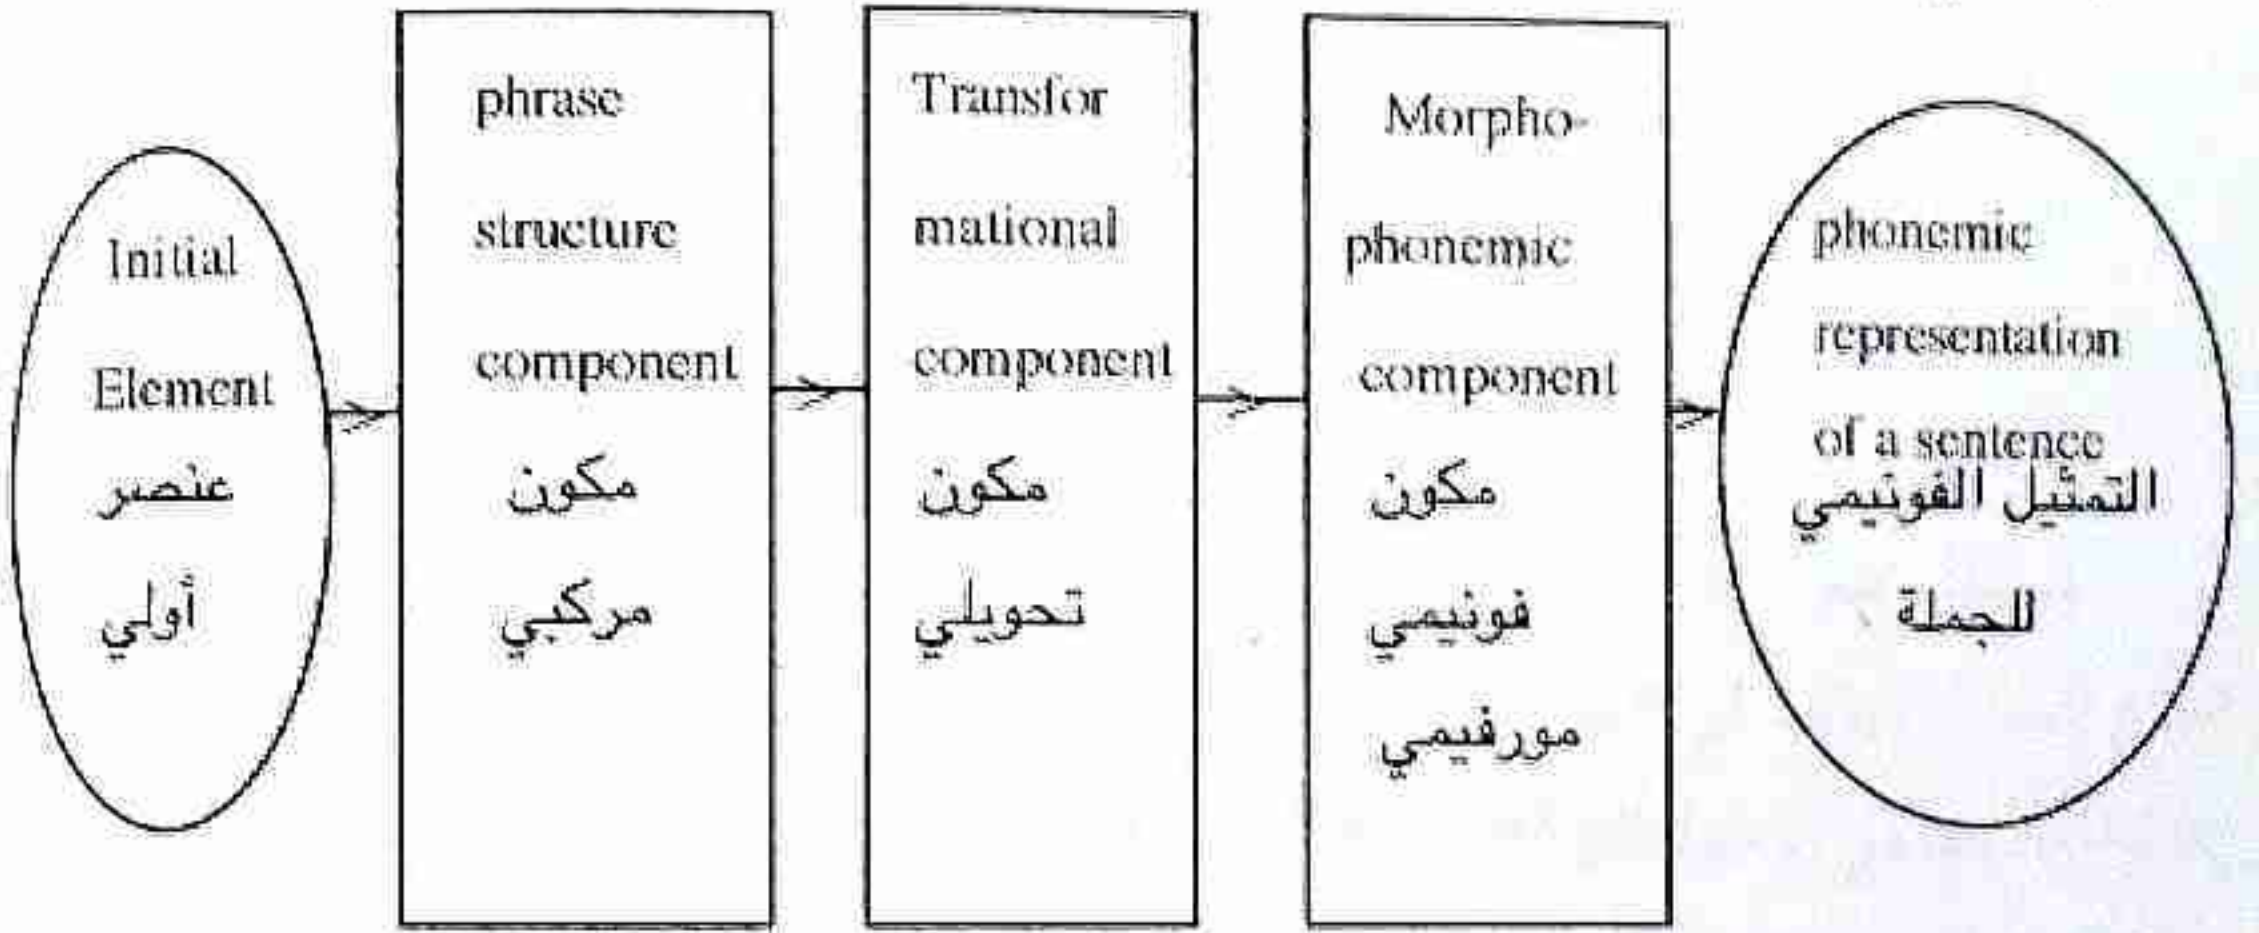 Initial
Element
عنصر
أولي
phrase
structure
component
مكون
مركبي
Transfor
mational
component
مكون
تحويلي
Morpho-
phonemic
component
مكون
فونيمي
مورفيمي
phonemic
representation
of a sentence
التمثيل الفونيمي
للجملة